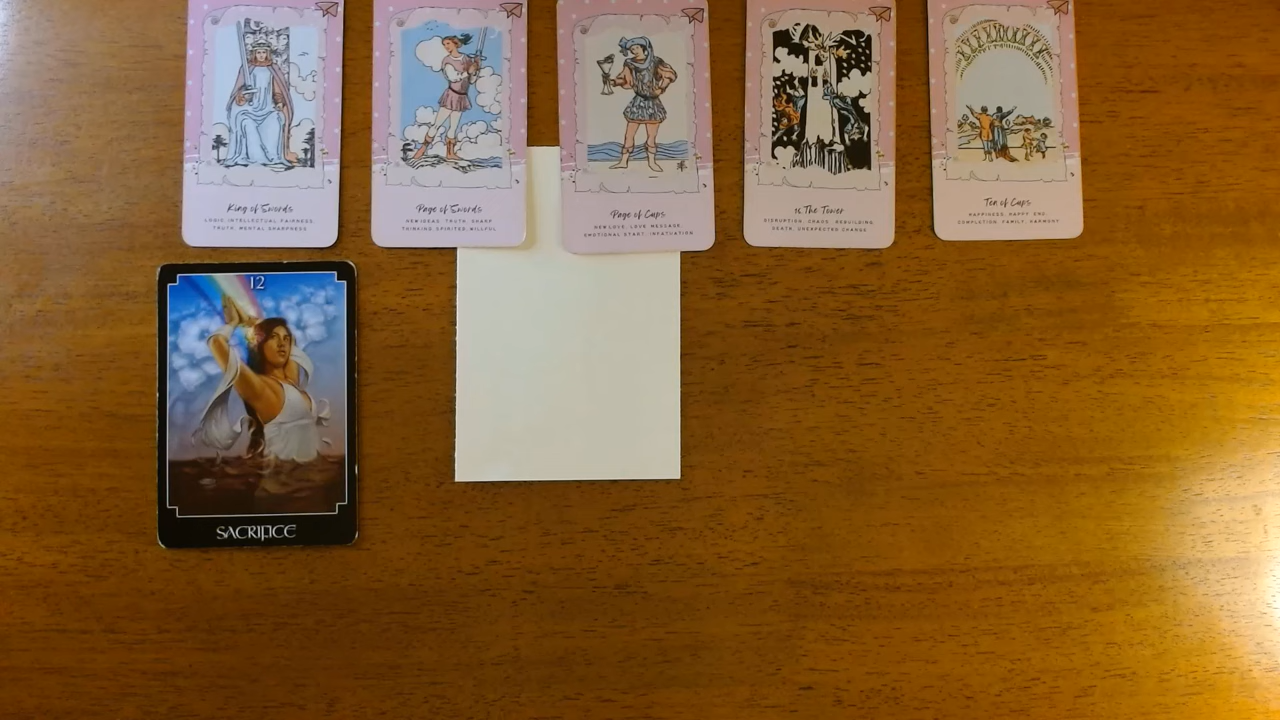 King of Swords
LOGIC, INTELLECTUAL, FAIRNESS,
TRUTH, MENTAL SHARPNESS
Page of Swords
NEW IDEAS, TRUTH, SHARP
THINKING, SPIRITED, WILLFUL
Page of Cups
NEW LOVE, LOVE MESSAGE,
EMOTIONAL START, INFATUATION
The Tower
DISRUPTION, CHAOS, REBUILDING,
DEATH, UNEXPECTED CHANGE
Ten of Cups
HAPPINESS, HAPPY END,
COMPLETION, FAMILY, HARMONY
12
SACRIFICE